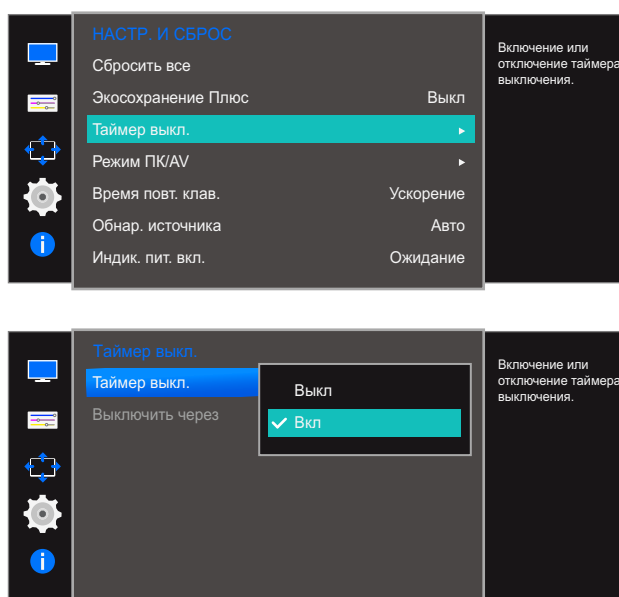 НАСТР. И СБРОС
Сбросить все
Экосохранение Плюс Выкл
Таймер выкл.
Режим ПК/AV
Время повт. клав. Ускорение
Обнар. источника Авто
Индик. пит. вкл. Ожидание
Включение или
отключение таймера
выключения.
Таймер выкл.
Таймер выкл.
Выключить через
Выкл
Вкл
Включение или
отключение таймера
выключения.